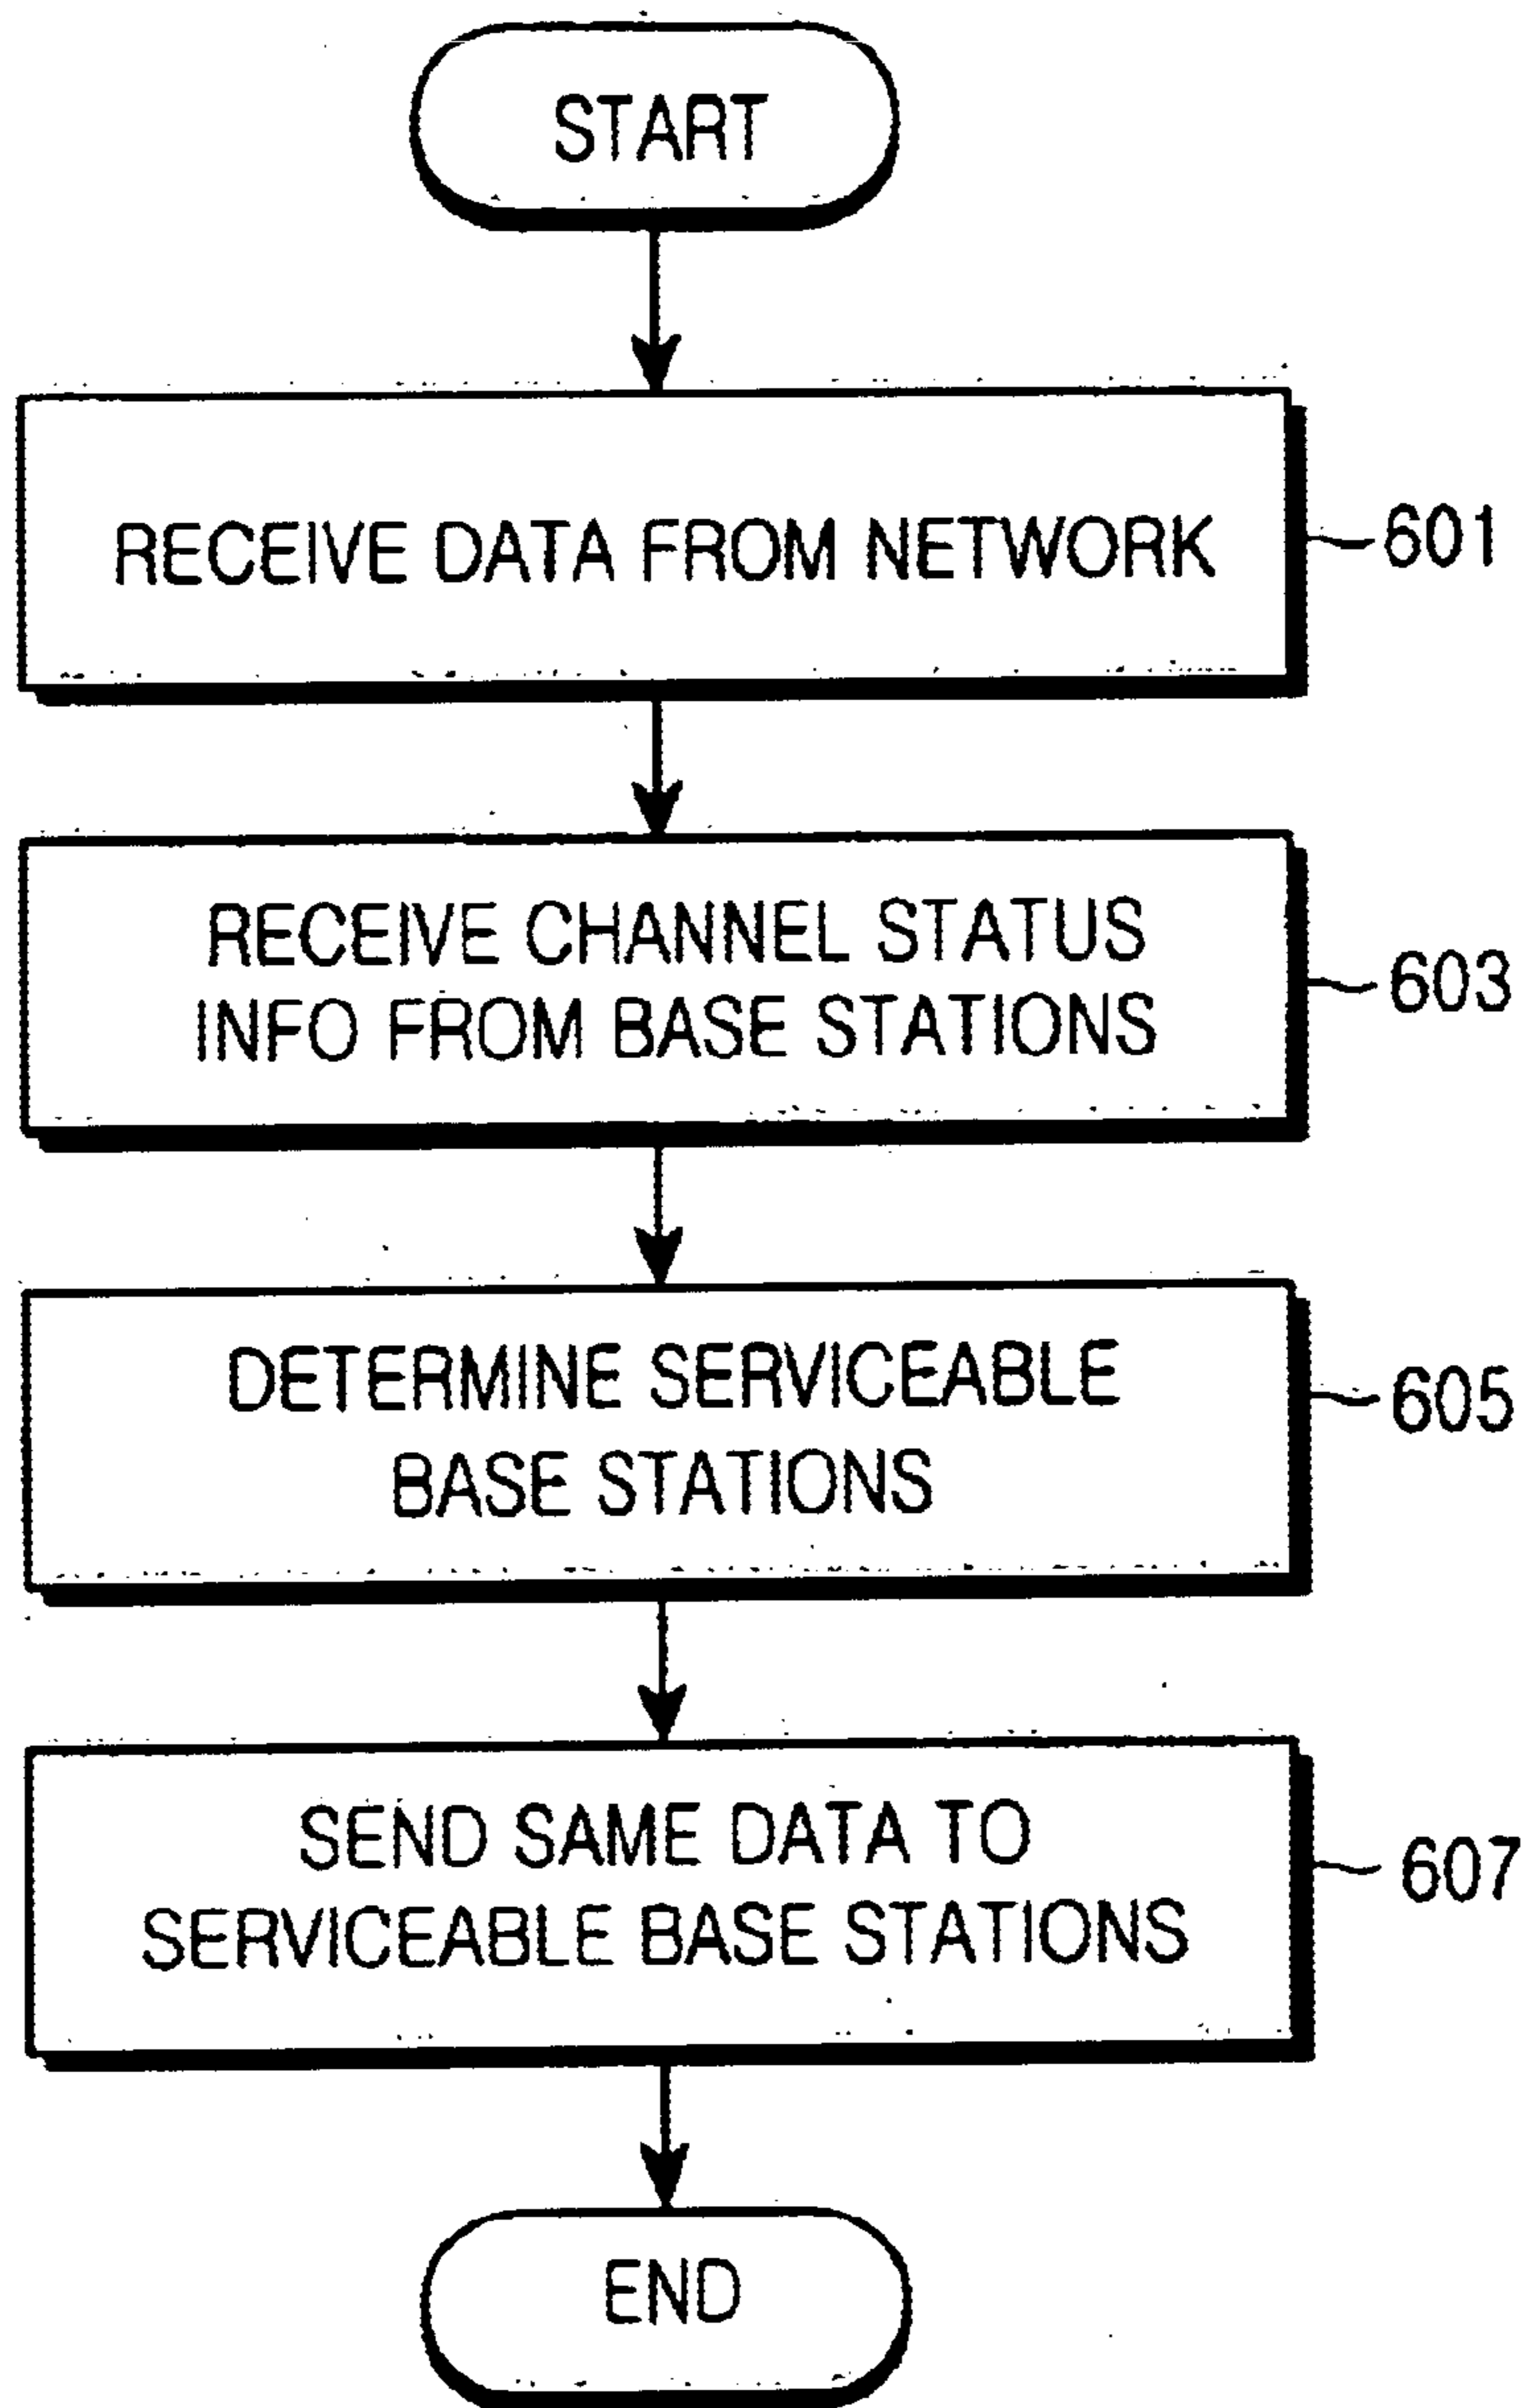 START
RECEIVE DATA FROM NETWORK
601
RECEIVE CHANNEL STATUS
INFO FROM BASE STATIONS
603
DETERMINE SERVICEABLE
BASE STATIONS
605
SEND SAME DATA TO
SERVICEABLE BASE STATIONS
607
END